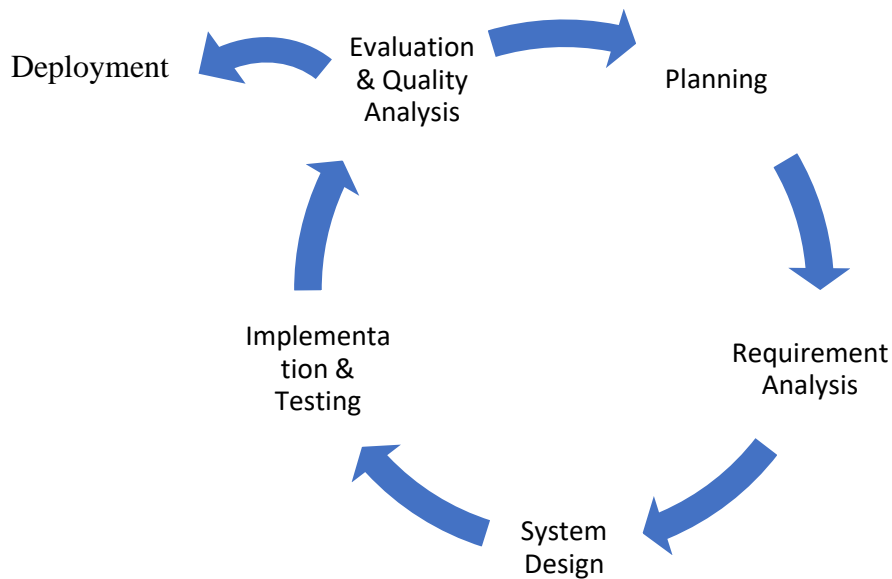 Deployment
Evaluation
& Quality
Analysis
Planning
Requirement
Analysis
System
Design
Implementa
tion &
Testing